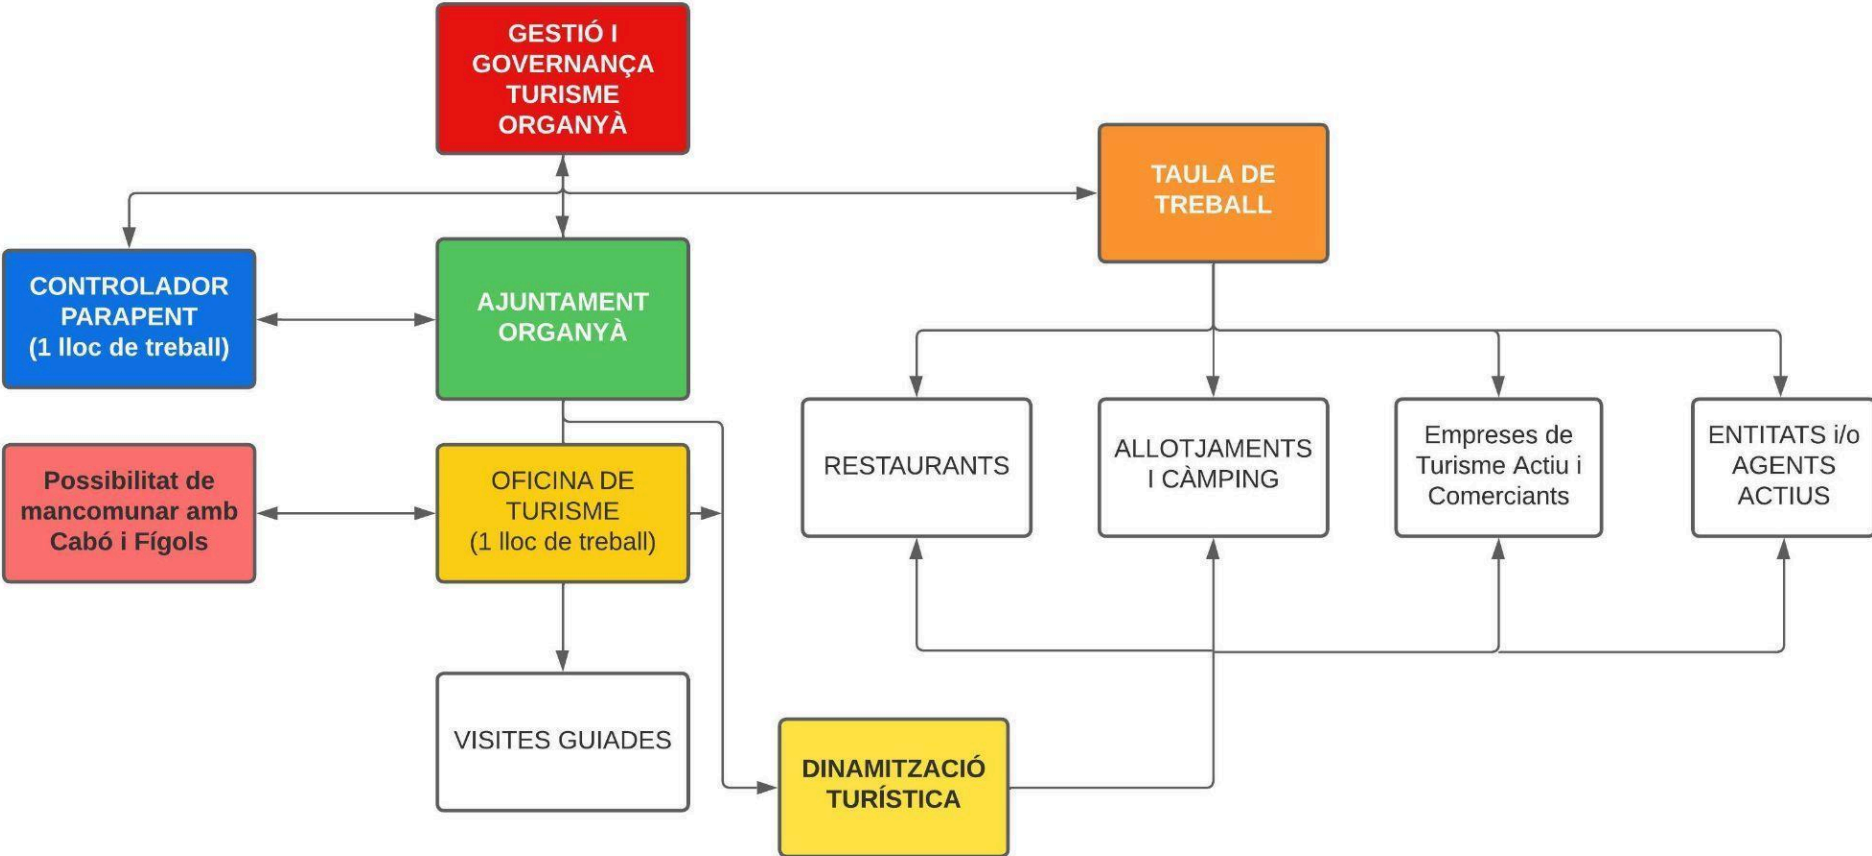 GESTIÓ I
GOVERNANÇA
TURISME
ORGANYÀ
TAULA DE
TREBALL
CONTROLADOR
PARAPENT
(1 lloc de treball)
AJUNTAMENT
ORGANYÀ
RESTAURANTS
ALLOTJAMENTS
I CÀMPING
Empreses de
Turisme Actiu i
Comerciants
ENTITATS i/o
AGENTS
ACTIUS
Possibilitat de
mancomunar amb
Cabó i Fígols
OFICINA DE
TURISME
(1 lloc de treball)
VISITES GUIADES
DINAMITZACIÓ
TURÍSTICA